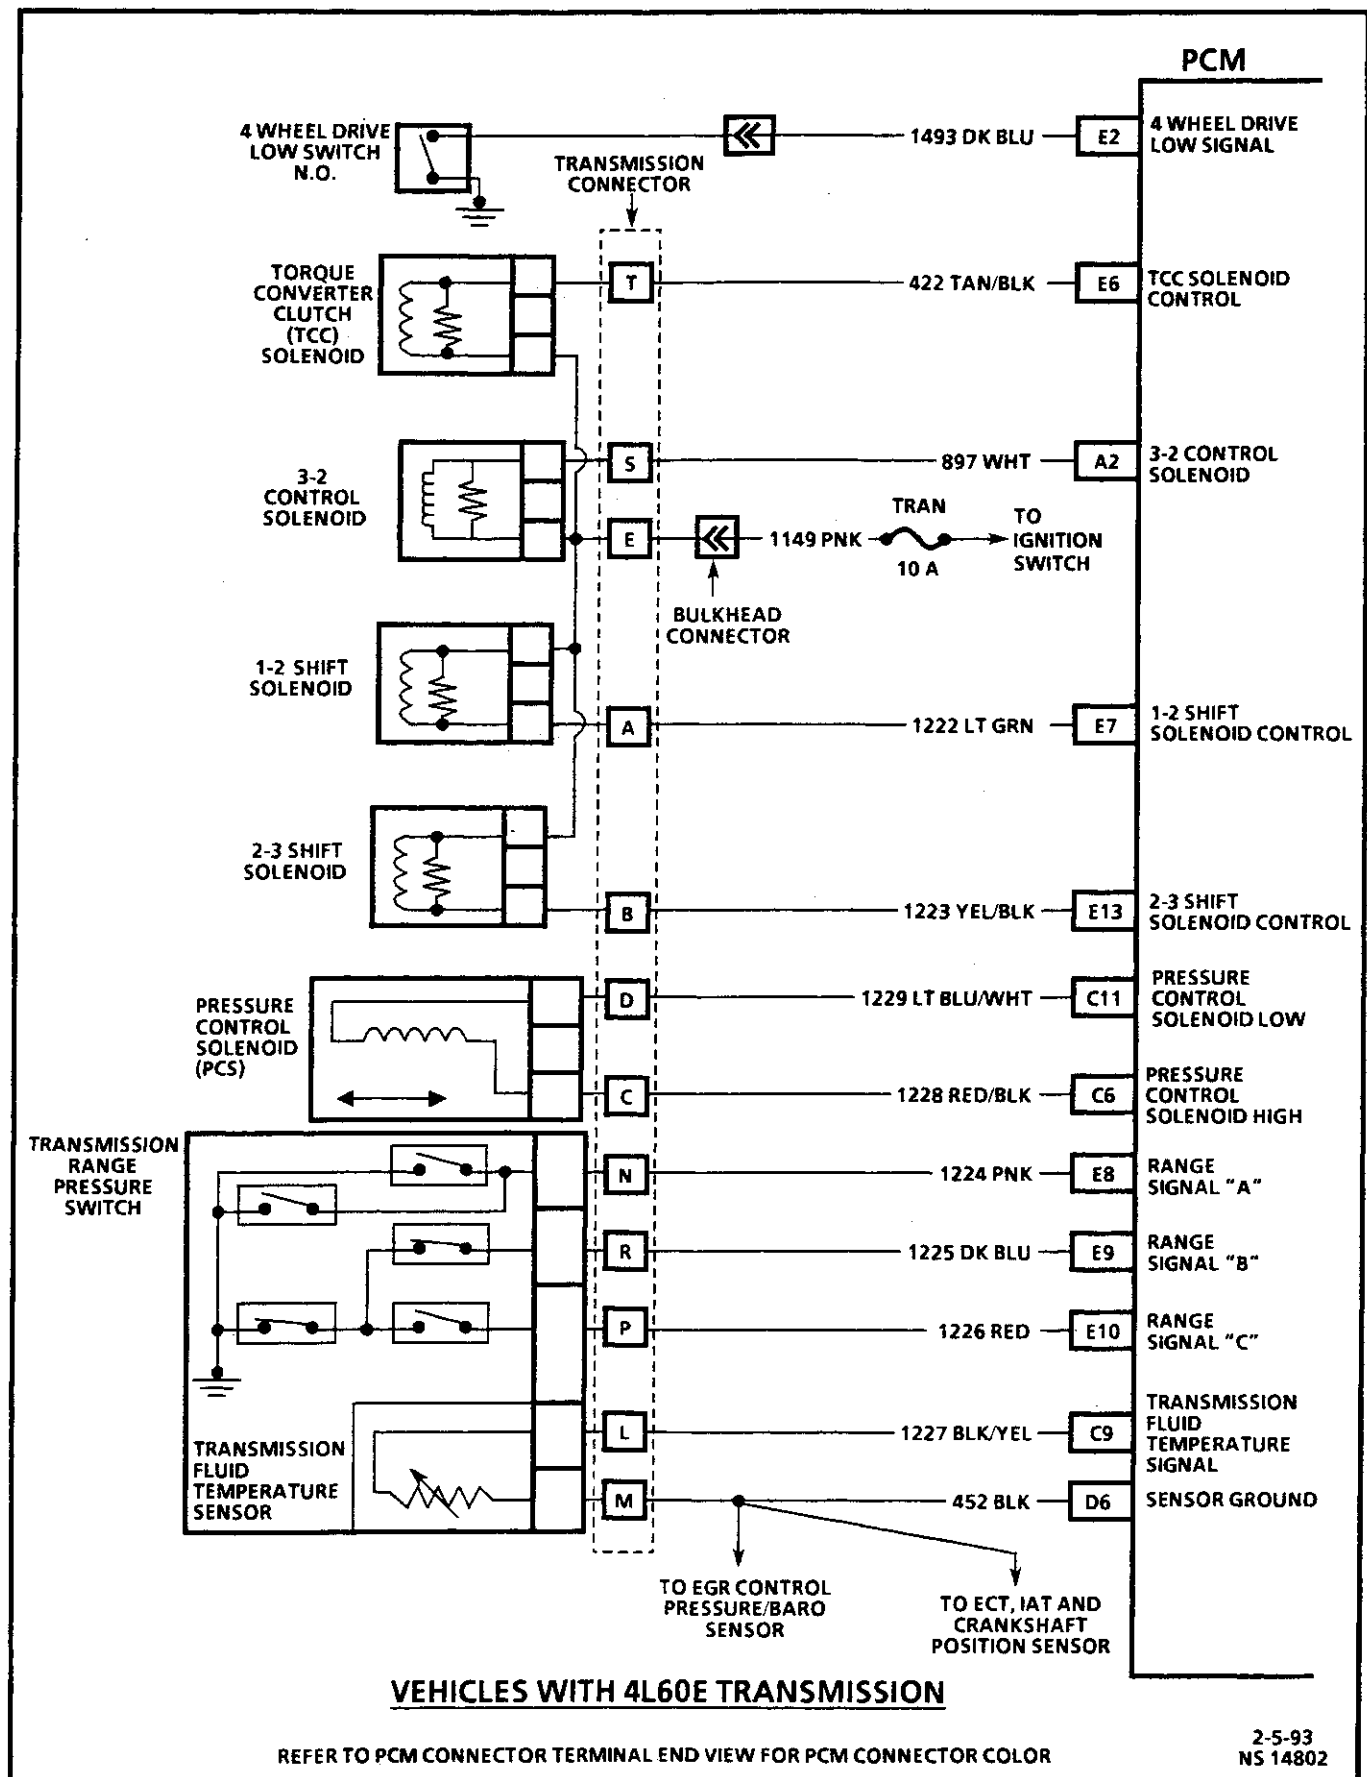 PCM
4 WHEEL DRIVE
LOW SWITCH
N.O.
1493 DK BLU
E2
4 WHEEL DRIVE
LOW SIGNAL
TRANSMISSION
CONNECTOR
TORQUE
CONVERTER
CLUTCH
(TCC)
SOLENOID
T
422 TAN/BLK
E6
TCC SOLENOID
CONTROL
3-2
CONTROL
SOLENOID
S
897 WHT
A2
3-2 CONTROL
SOLENOID
E
1149 PNK
TRAN
10 A
TO
IGNITION
SWITCH
BULKHEAD
CONNECTOR
1-2 SHIFT
SOLENOID
A
1222 LT GRN
E7
1-2 SHIFT
SOLENOID CONTROL
2-3 SHIFT
SOLENOID
B
1223 YEL/BLK
E13
2-3 SHIFT
SOLENOID CONTROL
PRESSURE
CONTROL
SOLENOID
(PCS)
D
1229 LT BLU/WHT
C11
PRESSURE
CONTROL
SOLENOID LOW
C
1228 RED/BLK
C6
PRESSURE
CONTROL
SOLENOID HIGH
TRANSMISSION
RANGE
PRESSURE
SWITCH
N
1224 PNK
E8
RANGE
SIGNAL "A"
R
1225 DK BLU
E9
RANGE
SIGNAL "B"
P
1226 RED
E10
RANGE
SIGNAL "C"
TRANSMISSION
FLUID
TEMPERATURE
SENSOR
L
1227 BLK/YEL
C9
TRANSMISSION
FLUID
TEMPERATURE
SIGNAL
M
452 BLK
D6
SENSOR GROUND
TO EGR CONTROL
PRESSURE/BARO
SENSOR
TO ECT, IAT AND
CRANKSHAFT
POSITION SENSOR
VEHICLES WITH 4L60E TRANSMISSION
REFER TO PCM CONNECTOR TERMINAL END VIEW FOR PCM CONNECTOR COLOR
2-5-93
NS 14802